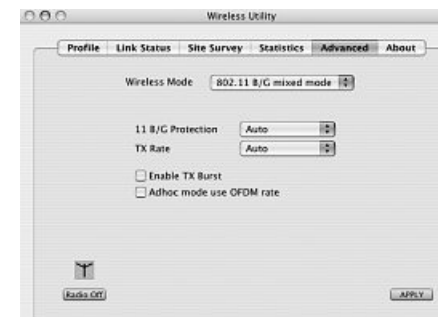 Wireless Utility
Profile Link Status Site Survey Statistics Advanced About
Wireless Mode 802.11 B/G mixed mode
11 B/G Protection Auto
TX Rate Auto
Enable TX Burst
Adhoc mode use OFDM rate
Radio Off
APPLY